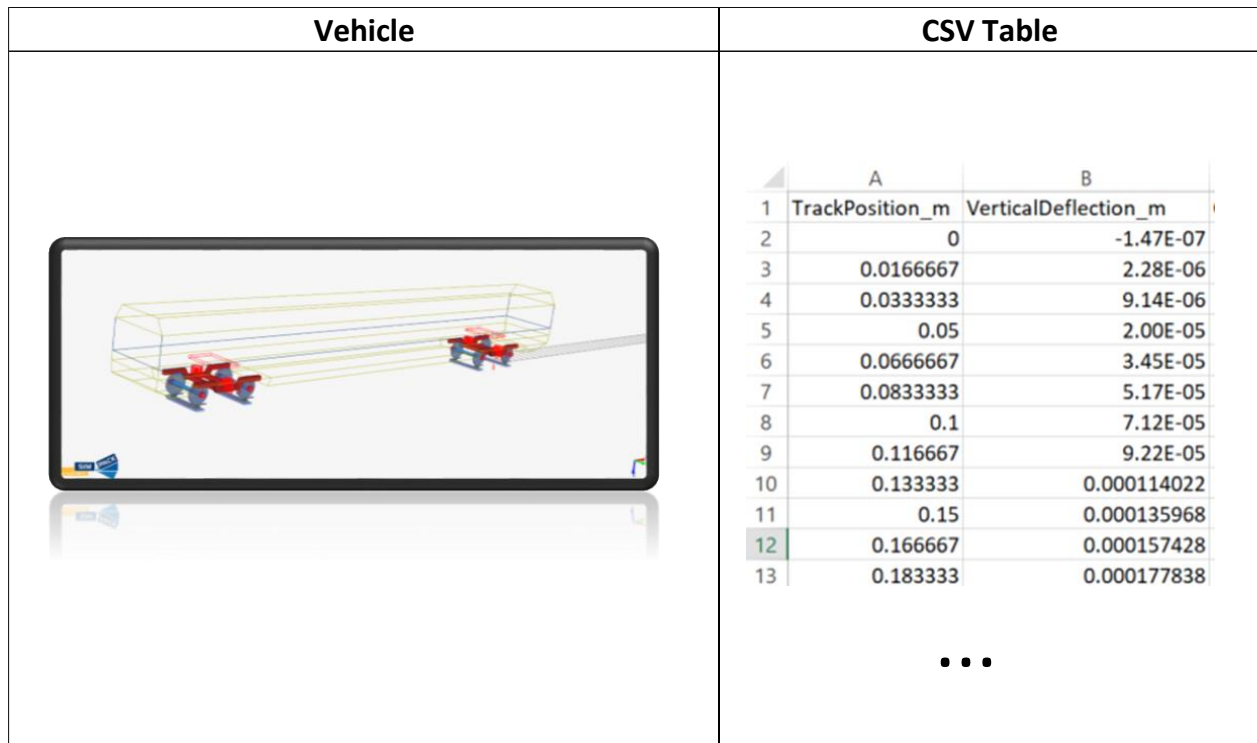 Vehicle
CSV Table
A B
1 TrackPosition_m VerticalDeflection_m
2 0 -1.47E-07
3 0.0166667 2.28E-06
4 0.0333333 9.14E-06
5 0.05 2.00E-05
6 0.0666667 3.45E-05
7 0.0833333 5.17E-05
8 0.1 7.12E-05
9 0.116667 9.22E-05
10 0.133333 0.000114022
11 0.15 0.000135968
12 0.166667 0.000157428
13 0.183333 0.000177838
...